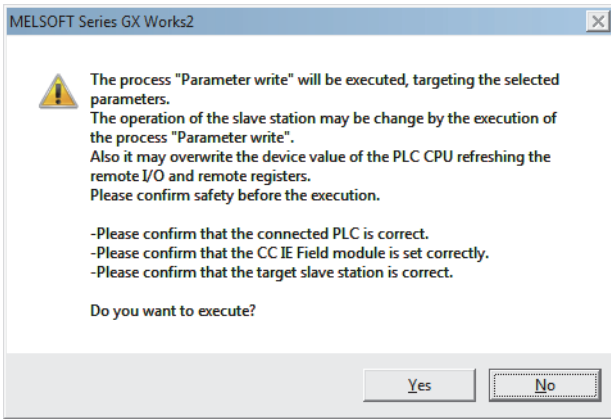 MELSOFT Series GX Works2
The process "Parameter write" will be executed, targeting the selected
parameters.
The operation of the slave station may be change by the execution of
the process "Parameter write".
Also it may overwrite the device value of the PLC CPU refreshing the
remote I/O and remote registers.
Please confirm safety before the execution.
-Please confirm that the connected PLC is correct.
-Please confirm that the CC IE Field module is set correctly.
-Please confirm that the target slave station is correct.
Do you want to execute?
Yes
No